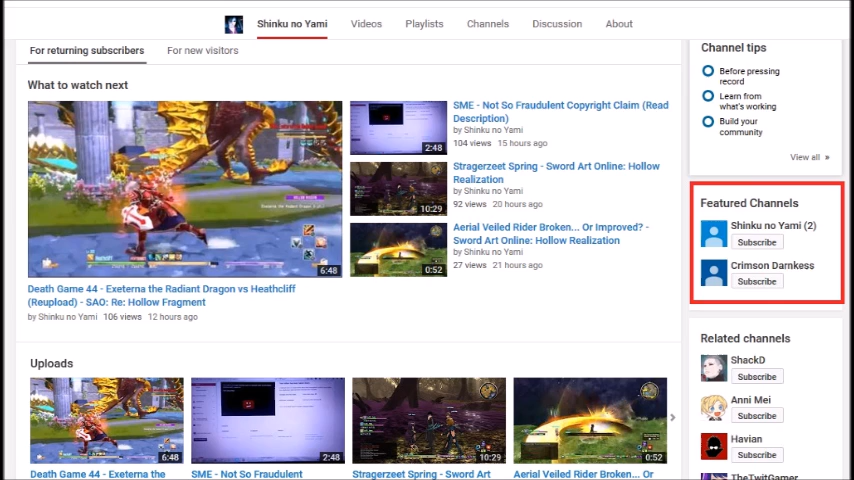 Shinku no Yami
Videos
Playlists
Channels
Discussion
About
For returning subscribers
For new visitors
What to watch next
6:48
Death Game 44 - Exeterna the Radiant Dragon vs Heathcliff
(Reupload) - SAO: Re: Hollow Fragment
by Shinku no Yami 106 views 12 hours ago
2:48
SME - Not So Fraudulent Copyright Claim (Read
Description)
by Shinku no Yami
104 views 15 hours ago
10:29
Stragerzeet Spring - Sword Art Online: Hollow
Realization
by Shinku no Yami
92 views 20 hours ago
0:52
Aerial Veiled Rider Broken... Or Improved? -
Sword Art Online: Hollow Realization
by Shinku no Yami
27 views 21 hours ago
Uploads
6:48
Death Game 44 - Exeterna the
2:48
SME - Not So Fraudulent
10:29
Stragerzeet Spring - Sword Art
0:52
Aerial Veiled Rider Broken... Or
Channel tips
Before pressing
record
Learn from
what's working
Build your
community
View all »
Featured Channels
Shinku no Yami (2)
Subscribe
Crimson Darnkess
Subscribe
Related channels
ShackD
Subscribe
Anni Mei
Subscribe
Havian
Subscribe
TheTwitGamer